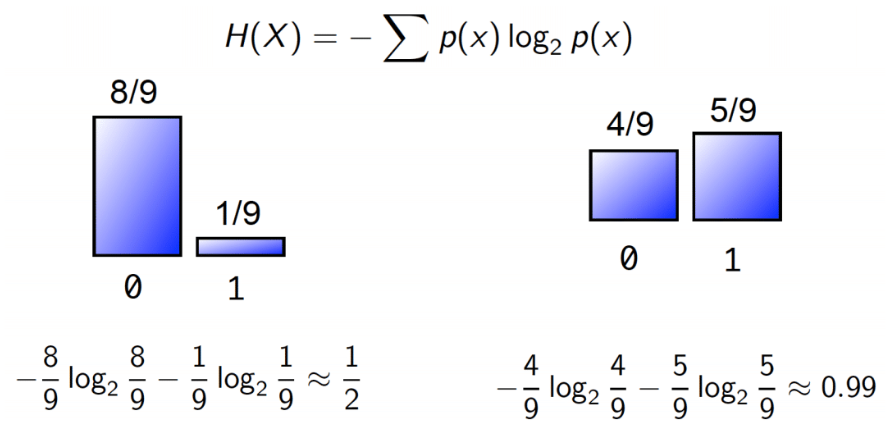 H(X) = − ∑ p(x) log₂ p(x)
8/9
1/9
0 1
4/9 5/9
0 1
−8/9 log₂ 8/9 − 1/9 log₂ 1/9 ≈ 1/2
−4/9 log₂ 4/9 − 5/9 log₂ 5/9 ≈ 0.99